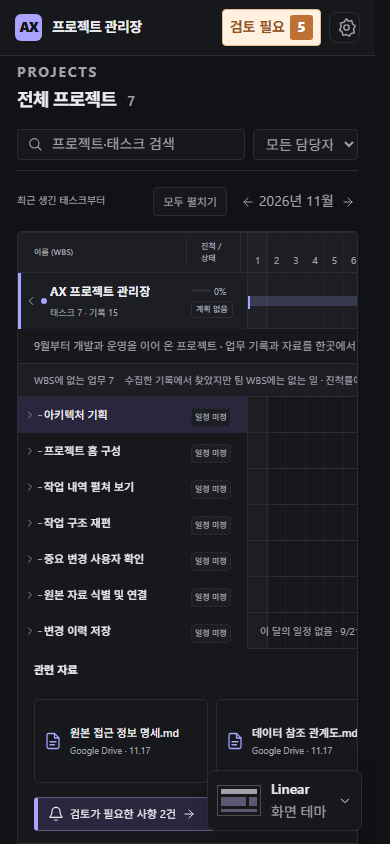 AX 프로젝트 관리장
검토 필요 5
PROJECTS
전체 프로젝트 7
프로젝트·태스크 검색
모든 담당자
최근 생긴 태스크부터
모두 펼치기
← 2026년 11월 →
이름 (WBS)
진척 /
상태
1 2 3 4 5 6
AX 프로젝트 관리장
0%
태스크 7 · 기록 15
계획 없음
9월부터 개발과 운영을 이어 온 프로젝트 · 업무 기록과 자료를 한곳에서
WBS에 없는 업무 7 수집한 기록에서 찾았지만 팀 WBS에는 없는 일 · 진척률에
아키텍처 기획
일정 미정
프로젝트 홈 구성
일정 미정
작업 내역 펼쳐 보기
일정 미정
작업 구조 재편
일정 미정
중요 변경 사용자 확인
일정 미정
원본 자료 식별 및 연결
일정 미정
변경 이력 저장
일정 미정
이 달의 일정 없음 · 9/21
관련 자료
원본 접근 정보 명세.md
Google Drive · 11.17
데이터 참조 관계도.md
Google Drive · 11.17
검토가 필요한 사항 2건 →
Linear
화면 테마